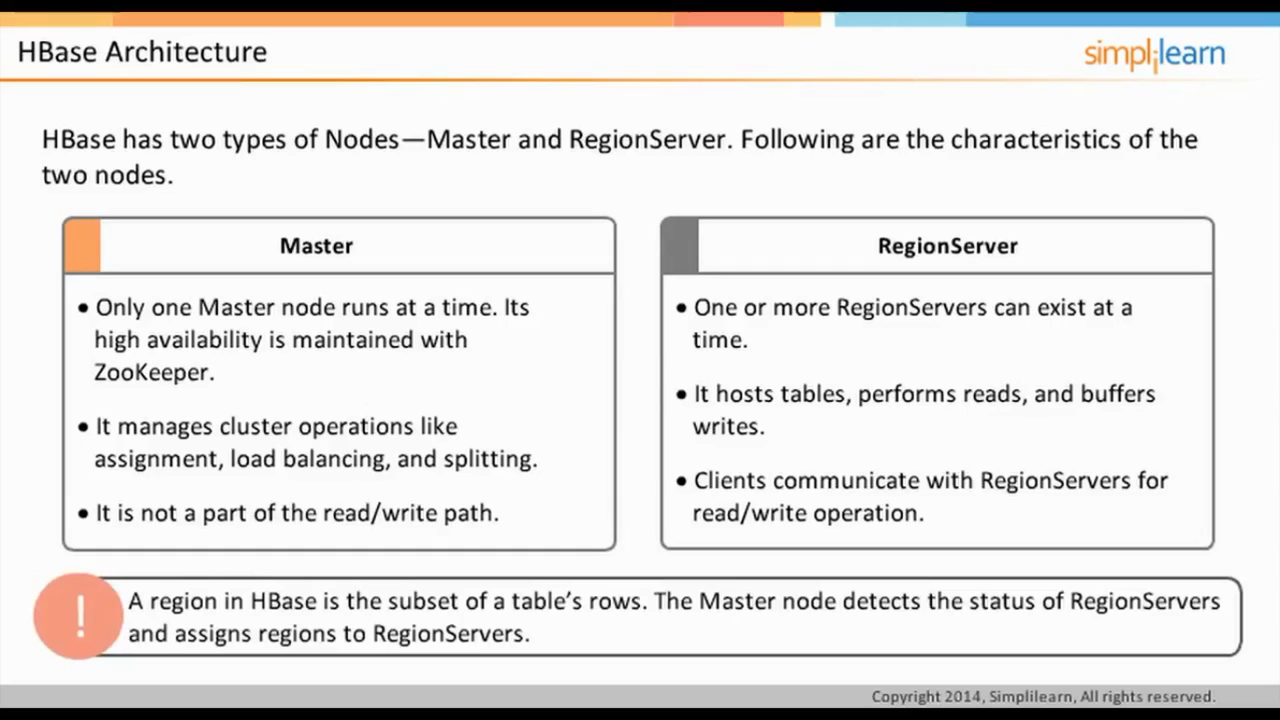 HBase Architecture
simplilearn
HBase has two types of Nodes—Master and RegionServer. Following are the characteristics of the
two nodes.
Master
• Only one Master node runs at a time. Its
high availability is maintained with
ZooKeeper.
• It manages cluster operations like
assignment, load balancing, and splitting.
• It is not a part of the read/write path.
RegionServer
• One or more RegionServers can exist at a
time.
• It hosts tables, performs reads, and buffers
writes.
• Clients communicate with RegionServers for
read/write operation.
!
A region in HBase is the subset of a table’s rows. The Master node detects the status of RegionServers
and assigns regions to RegionServers.
Copyright 2014, Simplilearn, All rights reserved.